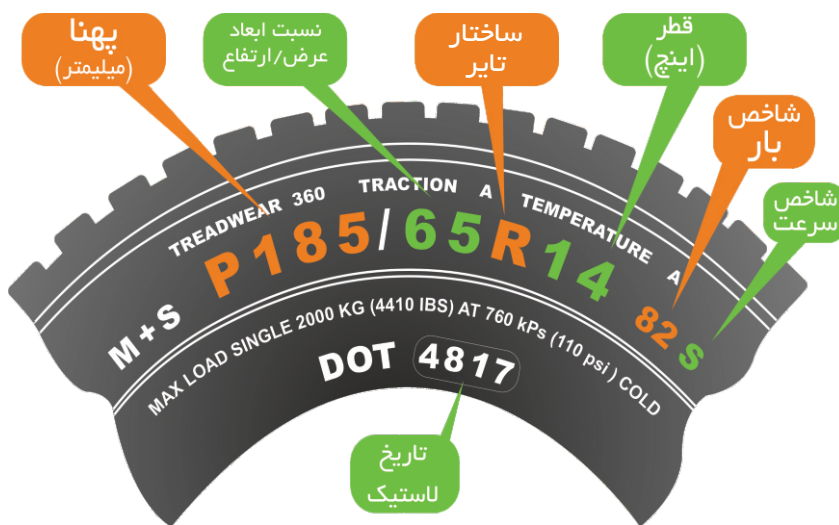 پهنا
(میلیمتر)
نسبت ابعاد
عرض/ارتفاع
ساختار
تایر
قطر
(اینچ)
شاخص
بار
شاخص
سرعت
TREADWEAR 360 TRACTION A TEMPERATURE A
P185/65R14 82 S
M+S
MAX LOAD SINGLE 2000 KG (4410 IBS) AT 760 kPs (110 psi ) COLD
DOT 4817
تاریخ
لاستیک